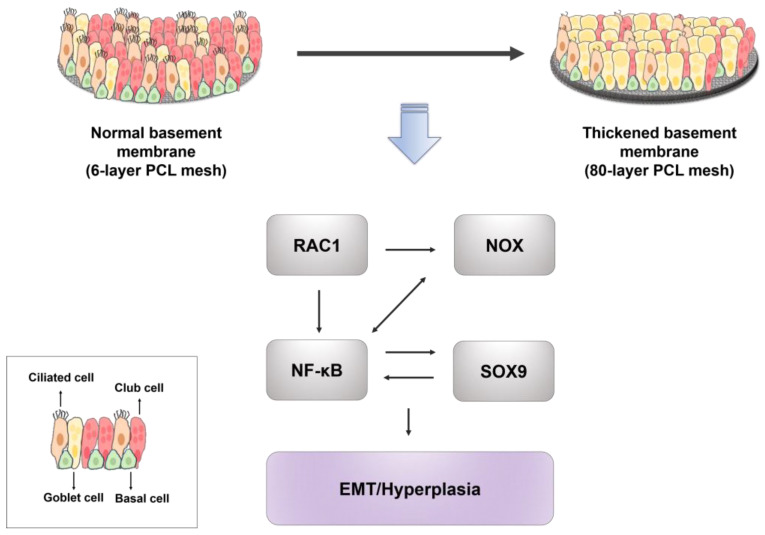 Normal basement
membrane
(6-layer PCL mesh)
Thickened basement
membrane
(80-layer PCL mesh)
RAC1
NOX
NF-κB
SOX9
EMT/Hyperplasia
Ciliated cell
Club cell
Goblet cell
Basal cell